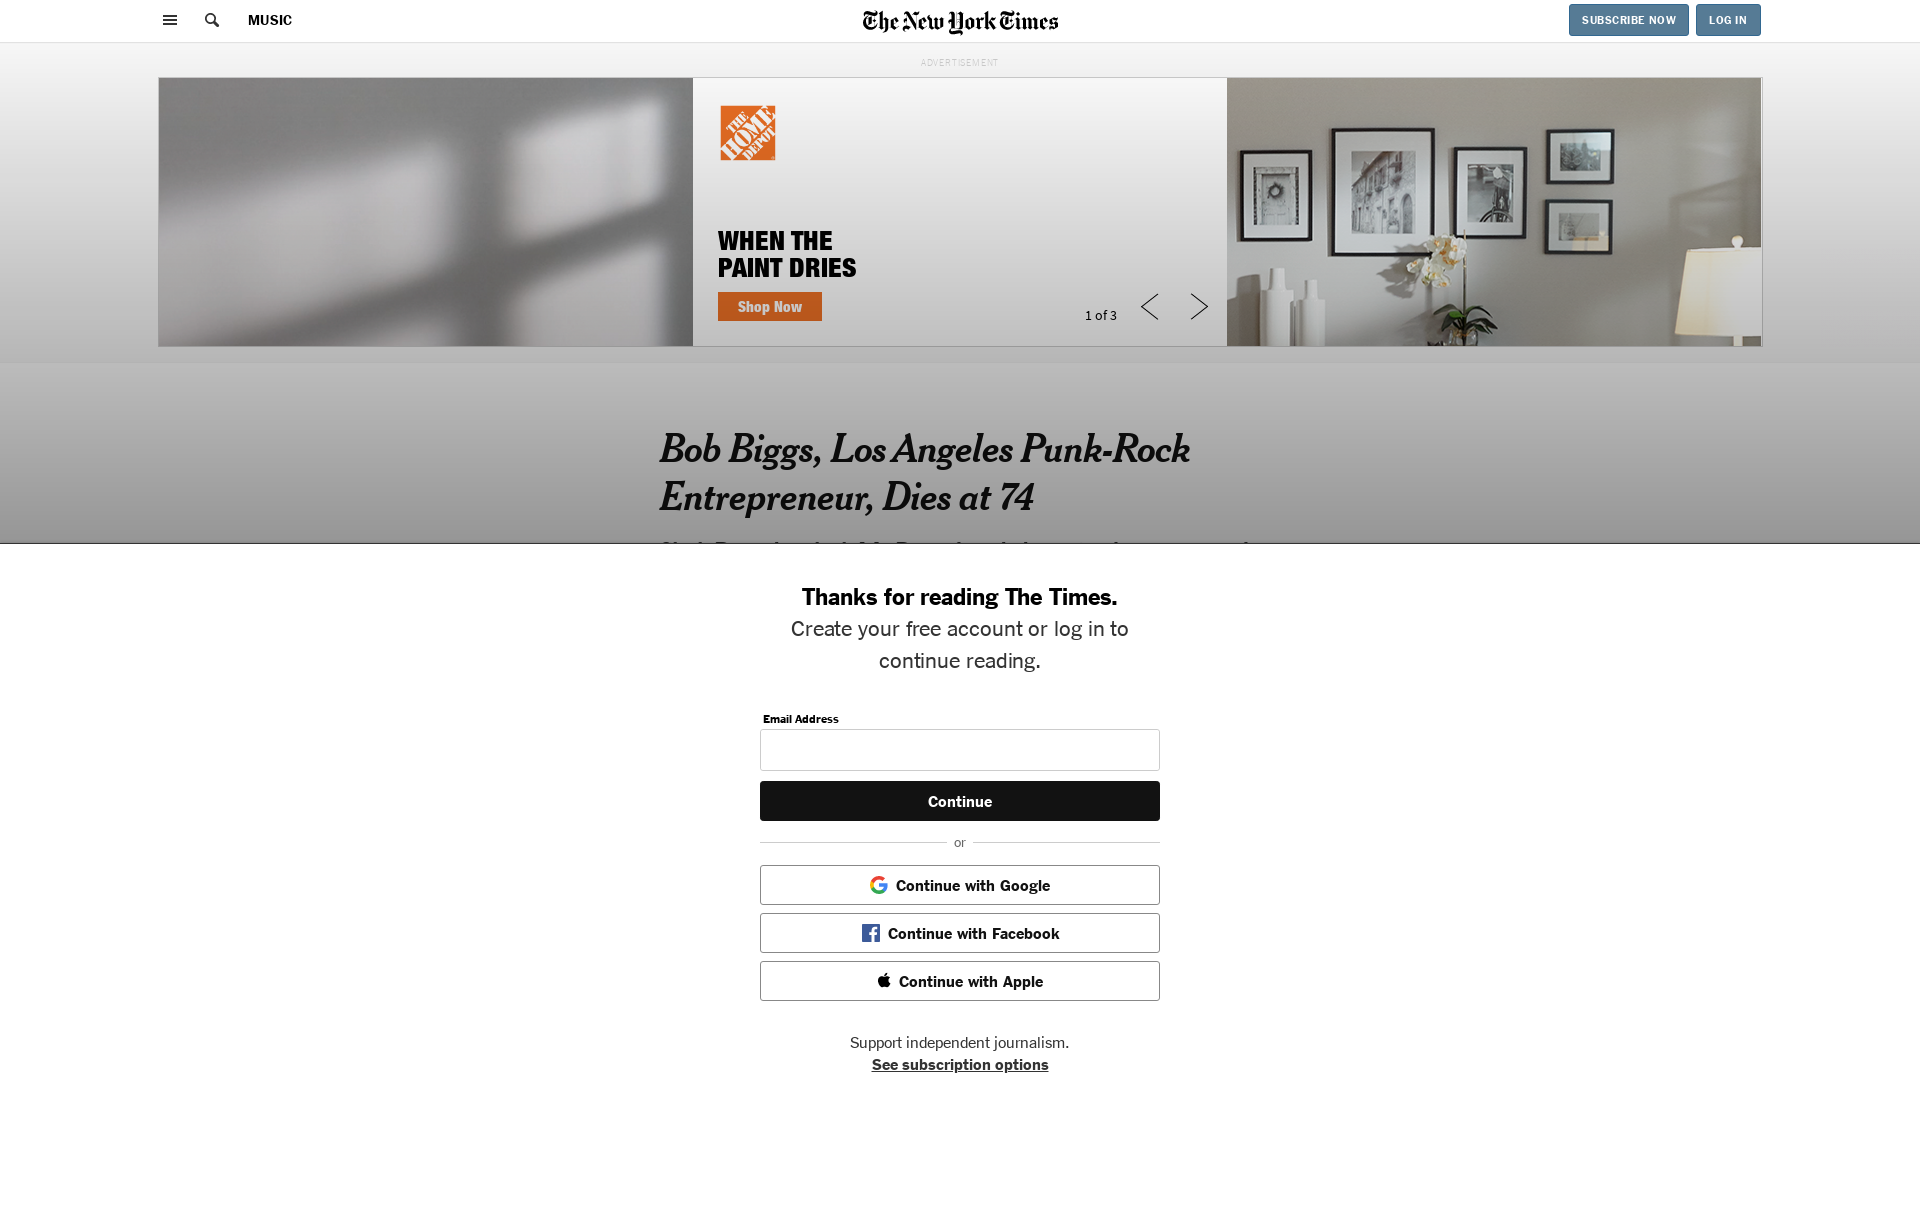 MUSIC
The New York Times
SUBSCRIBE NOW
LOG IN
ADVERTISEMENT
THE HOME DEPOT
WHEN THE
PAINT DRIES
Shop Now
1 of 3
Bob Biggs, Los Angeles Punk-Rock
Entrepreneur, Dies at 74
Thanks for reading The Times.
Create your free account or log in to
continue reading.
Email Address
Continue
or
Continue with Google
Continue with Facebook
Continue with Apple
Support independent journalism.
See subscription options